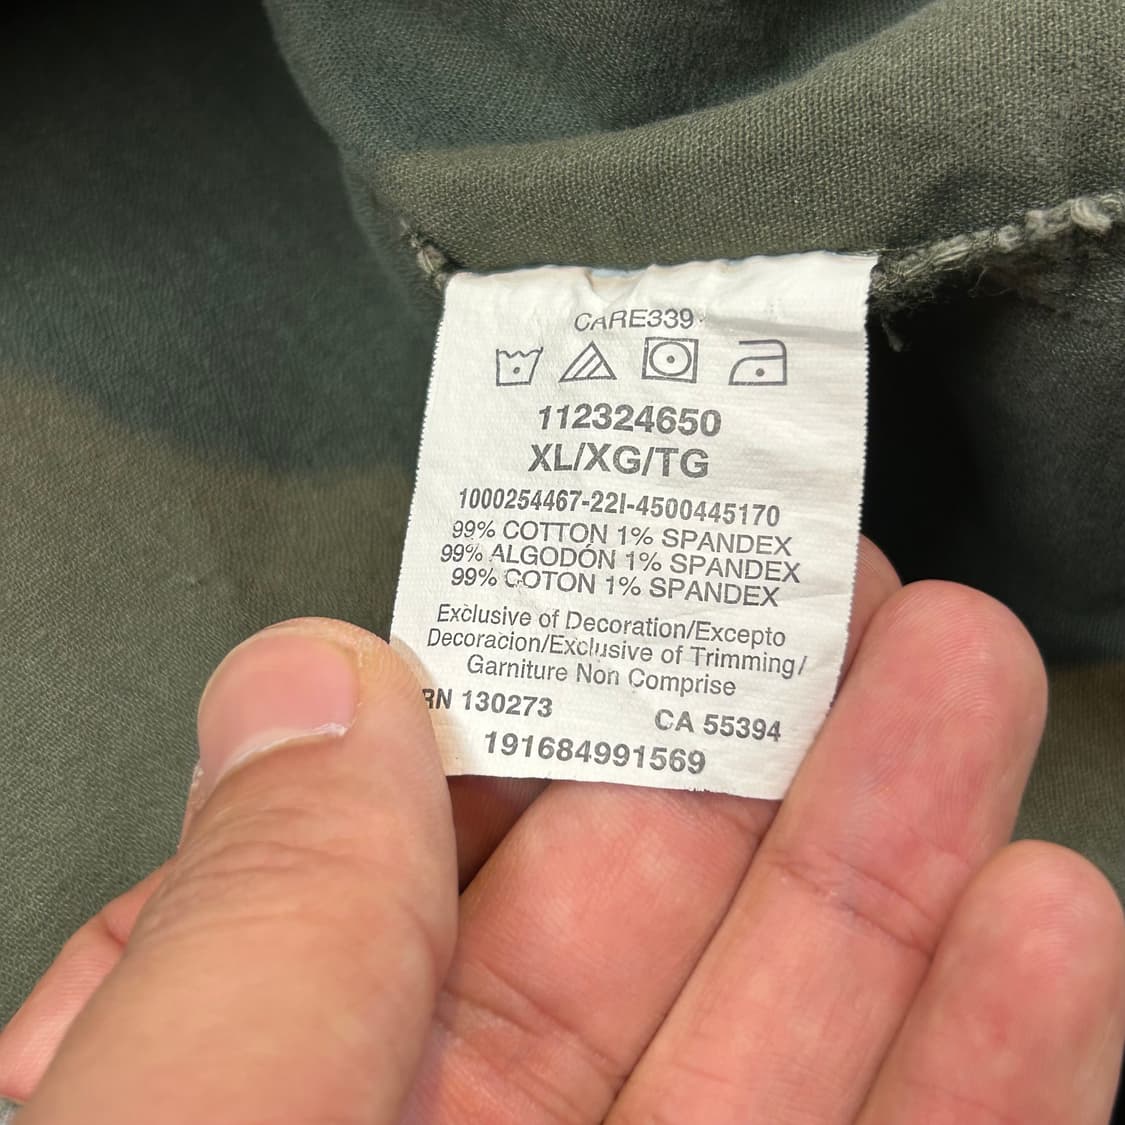 CARE339
112324650
XL/XG/TG
1000254467-22I-4500445170
99% COTTON 1% SPANDEX
99% ALGODÓN 1% SPANDEX
99% COTON 1% SPANDEX
Exclusive of Decoration/Excepto
Decoracion/Exclusive of Trimming/
Garniture Non Comprise
RN 130273 CA 55394
191684991569